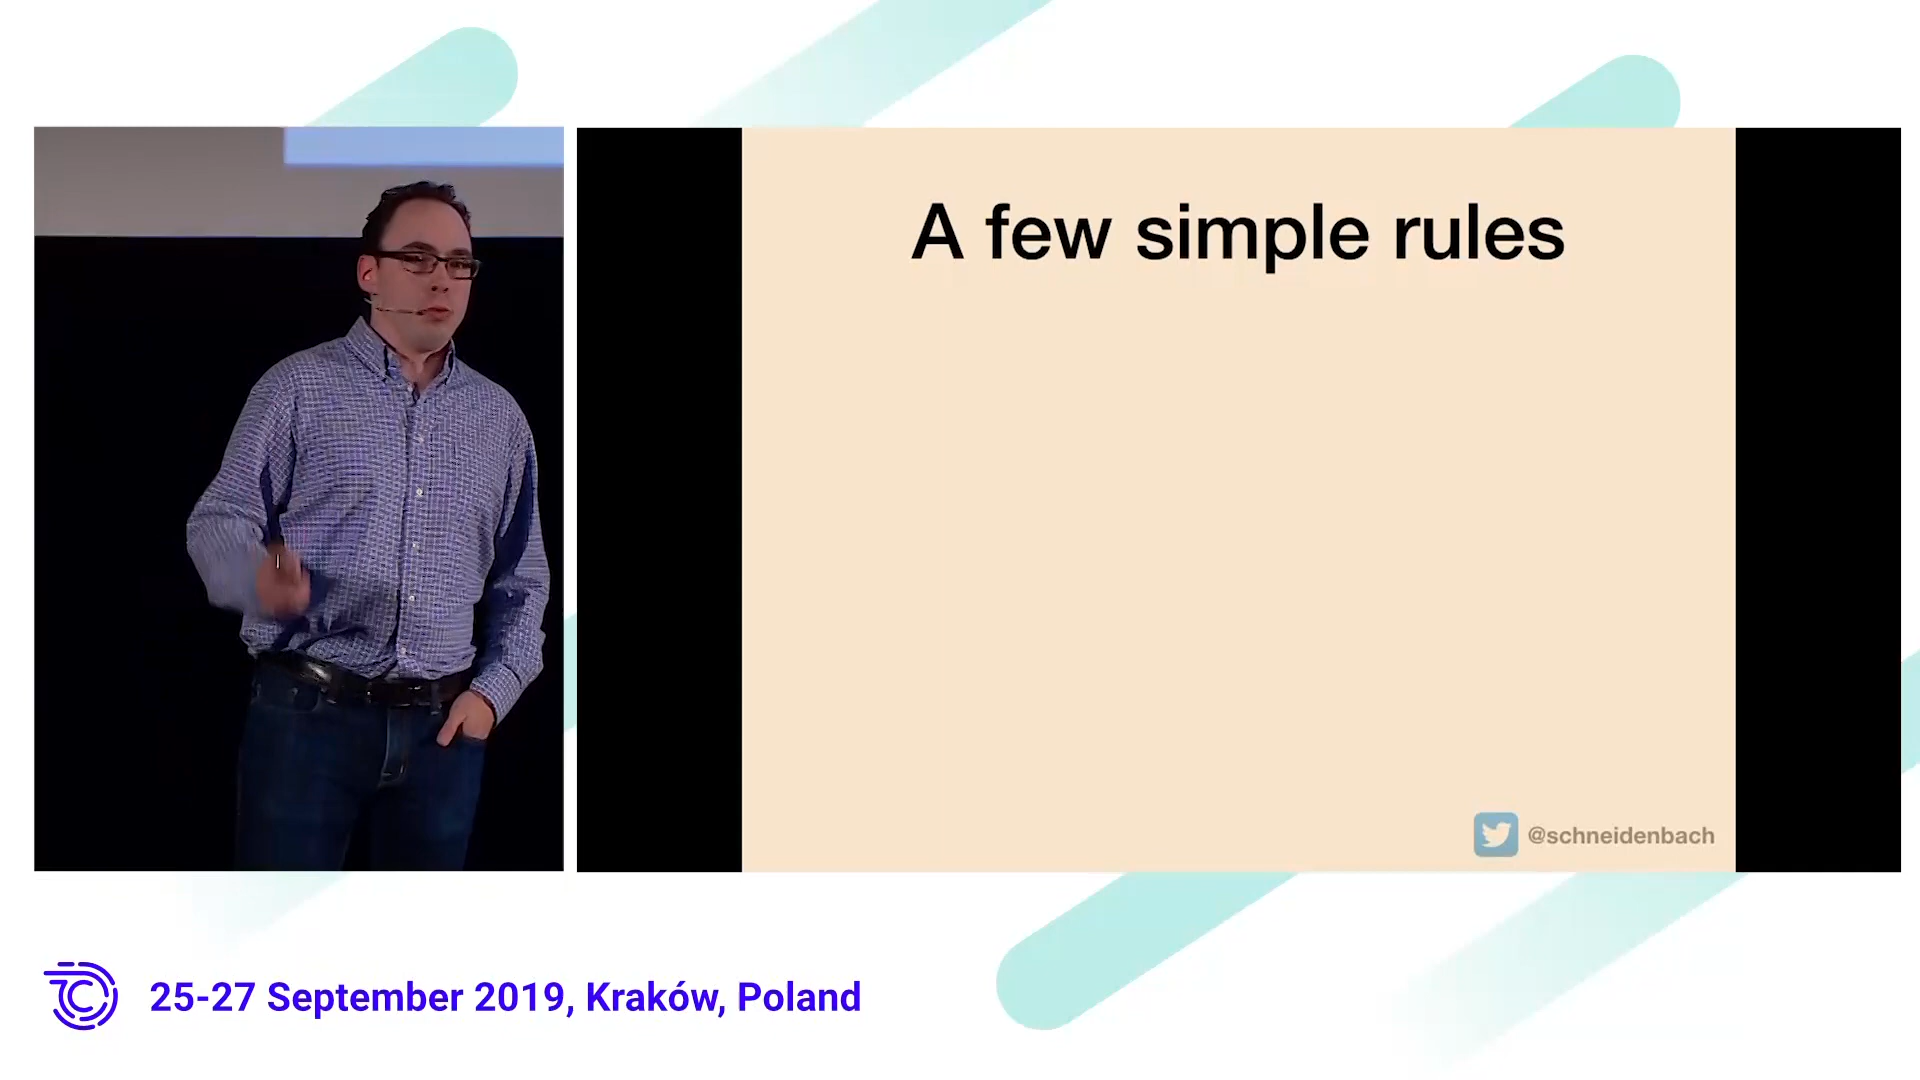 A few simple rules
@schneidenbach
25-27 September 2019, Kraków, Poland